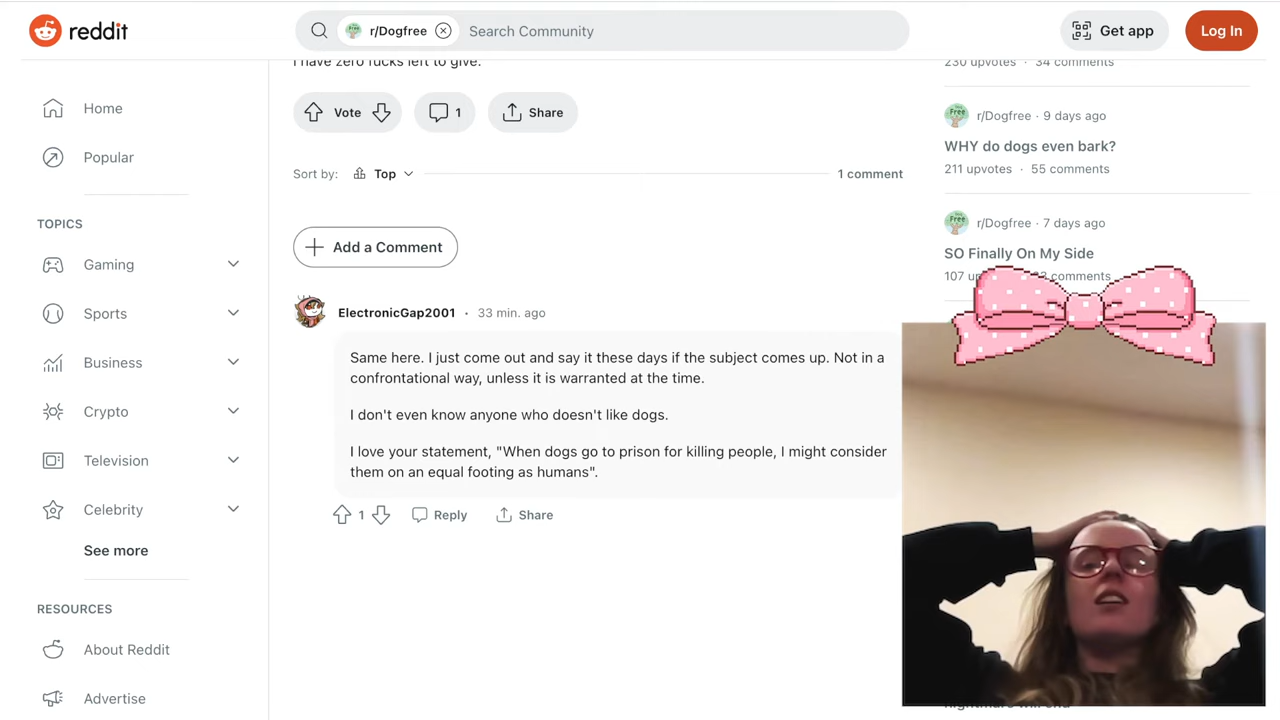 reddit
r/Dogfree
Search Community
Get app
Log In
Home
Popular
TOPICS
Gaming
Sports
Business
Crypto
Television
Celebrity
See more
RESOURCES
About Reddit
Advertise
I have zero fucks left to give.
Vote
1
Share
Sort by:
Top
1 comment
Add a Comment
ElectronicGap2001 · 33 min. ago
Same here. I just come out and say it these days if the subject comes up. Not in a
confrontational way, unless it is warranted at the time.
I don't even know anyone who doesn't like dogs.
I love your statement, "When dogs go to prison for killing people, I might consider
them on an equal footing as humans".
1
Reply
Share
230 upvotes · 34 comments
r/Dogfree · 9 days ago
WHY do dogs even bark?
211 upvotes · 55 comments
r/Dogfree · 7 days ago
SO Finally On My Side
107
comments